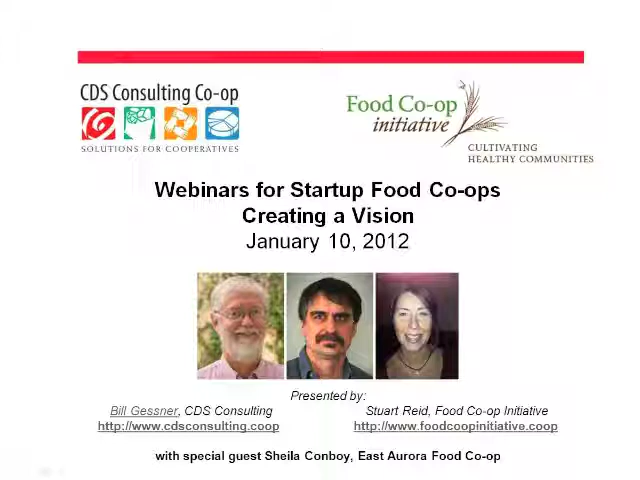 CDS Consulting Co-op
SOLUTIONS FOR COOPERATIVES
Food Co-op
initiative
CULTIVATING
HEALTHY COMMUNITIES
Webinars for Startup Food Co-ops
Creating a Vision
January 10, 2012
Presented by:
Bill Gessner, CDS Consulting
http://www.cdsconsulting.coop
Stuart Reid, Food Co-op Initiative
http://www.foodcoopinitiative.coop
with special guest Sheila Conboy, East Aurora Food Co-op